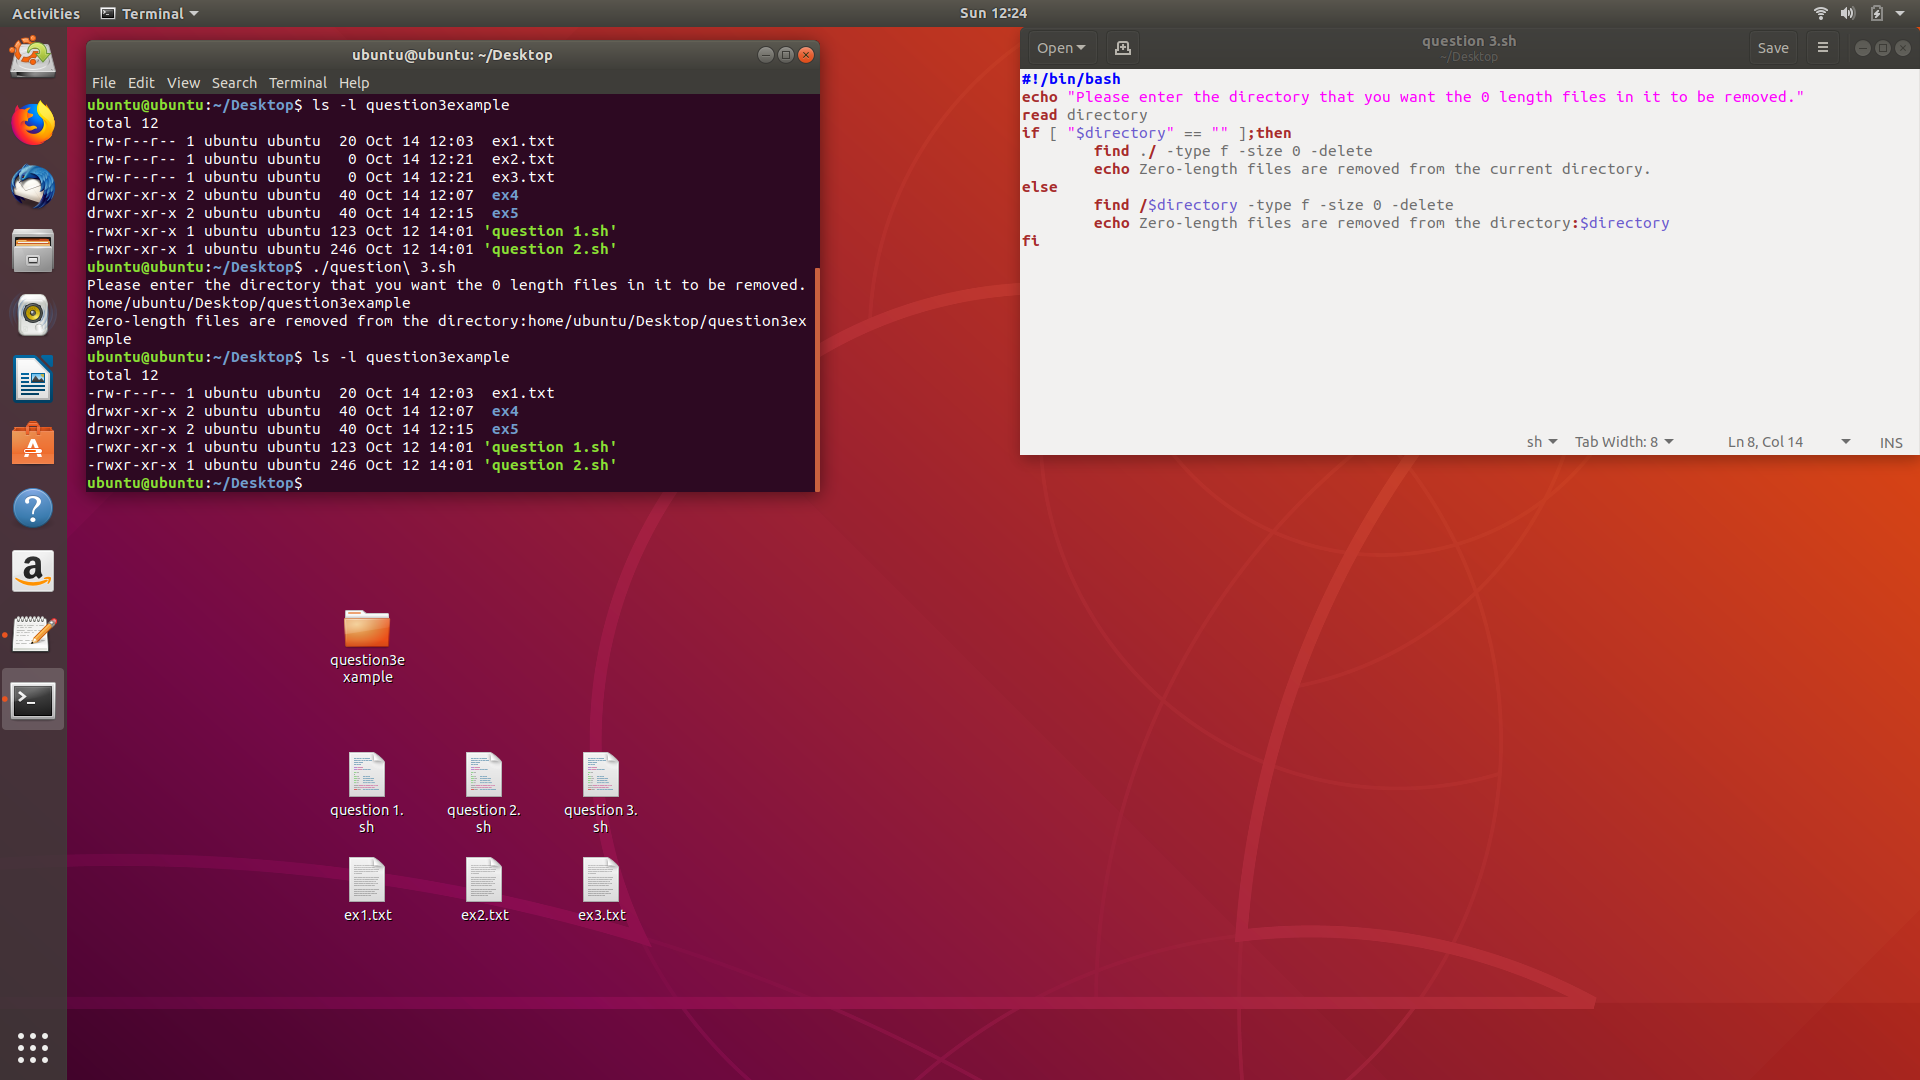 Activities
Terminal
Sun 12:24
ubuntu@ubuntu: ~/Desktop
File Edit View Search Terminal Help
ubuntu@ubuntu:~/Desktop$ ls -l question3example
total 12
-rw-r--r-- 1 ubuntu ubuntu  20 Oct 14 12:03  ex1.txt
-rw-r--r-- 1 ubuntu ubuntu   0 Oct 14 12:21  ex2.txt
-rw-r--r-- 1 ubuntu ubuntu   0 Oct 14 12:21  ex3.txt
drwxr-xr-x 2 ubuntu ubuntu  40 Oct 14 12:07  ex4
drwxr-xr-x 2 ubuntu ubuntu  40 Oct 14 12:15  ex5
-rwxr-xr-x 1 ubuntu ubuntu 123 Oct 12 14:01 'question 1.sh'
-rwxr-xr-x 1 ubuntu ubuntu 246 Oct 12 14:01 'question 2.sh'
ubuntu@ubuntu:~/Desktop$ ./question\ 3.sh
Please enter the directory that you want the 0 length files in it to be removed.
home/ubuntu/Desktop/question3example
Zero-length files are removed from the directory:home/ubuntu/Desktop/question3ex
ample
ubuntu@ubuntu:~/Desktop$ ls -l question3example
total 12
-rw-r--r-- 1 ubuntu ubuntu  20 Oct 14 12:03  ex1.txt
drwxr-xr-x 2 ubuntu ubuntu  40 Oct 14 12:07  ex4
drwxr-xr-x 2 ubuntu ubuntu  40 Oct 14 12:15  ex5
-rwxr-xr-x 1 ubuntu ubuntu 123 Oct 12 14:01 'question 1.sh'
-rwxr-xr-x 1 ubuntu ubuntu 246 Oct 12 14:01 'question 2.sh'
ubuntu@ubuntu:~/Desktop$
Open
question 3.sh
~/Desktop
Save
#!/bin/bash
echo "Please enter the directory that you want the 0 length files in it to be removed."
read directory
if [ "$directory" == "" ];then
        find ./ -type f -size 0 -delete
        echo Zero-length files are removed from the current directory.
else
        find /$directory -type f -size 0 -delete
        echo Zero-length files are removed from the directory:$directory
fi
sh
Tab Width: 8
Ln 8, Col 14
INS
question3e
xample
question 1.
sh
question 2.
sh
question 3.
sh
ex1.txt
ex2.txt
ex3.txt